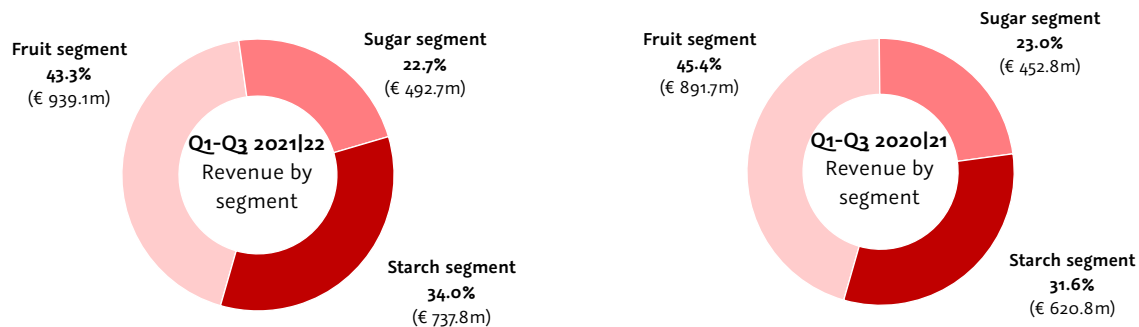 Fruit segment
43.3%
(€ 939.1m)
Sugar segment
22.7%
(€ 492.7m)
Q1-Q3 2021|22
Revenue by
segment
Starch segment
34.0%
(€ 737.8m)
Fruit segment
45.4%
(€ 891.7m)
Sugar segment
23.0%
(€ 452.8m)
Q1-Q3 2020|21
Revenue by
segment
Starch segment
31.6%
(€ 620.8m)